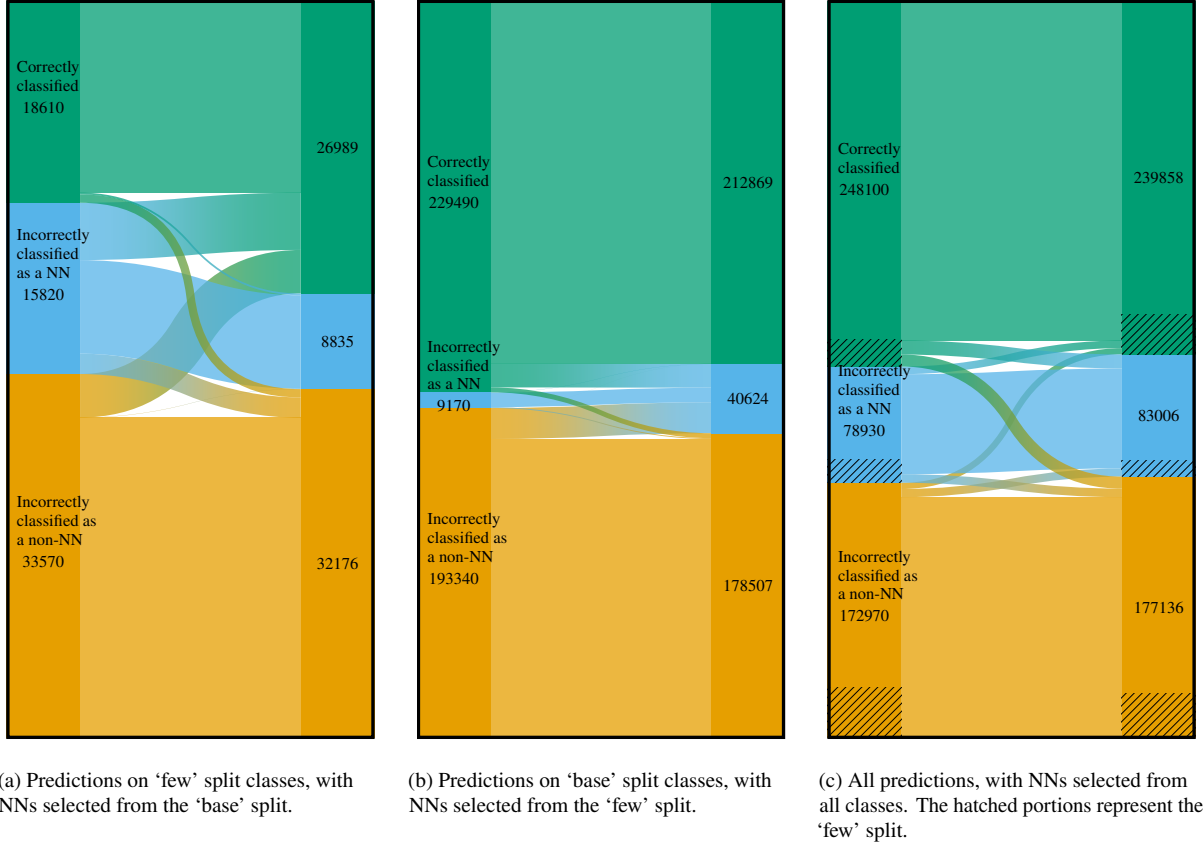 Correctly
classified
18610
Incorrectly
classified
as a NN
15820
Incorrectly
classified as
a non-NN
33570
26989
8835
32176
(a) Predictions on ‘few’ split classes, with
NNs selected from the ‘base’ split.
Correctly
classified
229490
Incorrectly
classified
as a NN
9170
Incorrectly
classified as
a non-NN
193340
212869
40624
178507
(b) Predictions on ‘base’ split classes, with
NNs selected from the ‘few’ split.
Correctly
classified
248100
Incorrectly
classified
as a NN
78930
Incorrectly
classified as
a non-NN
172970
239858
83006
177136
(c) All predictions, with NNs selected from
all classes. The hatched portions represent the
‘few’ split.